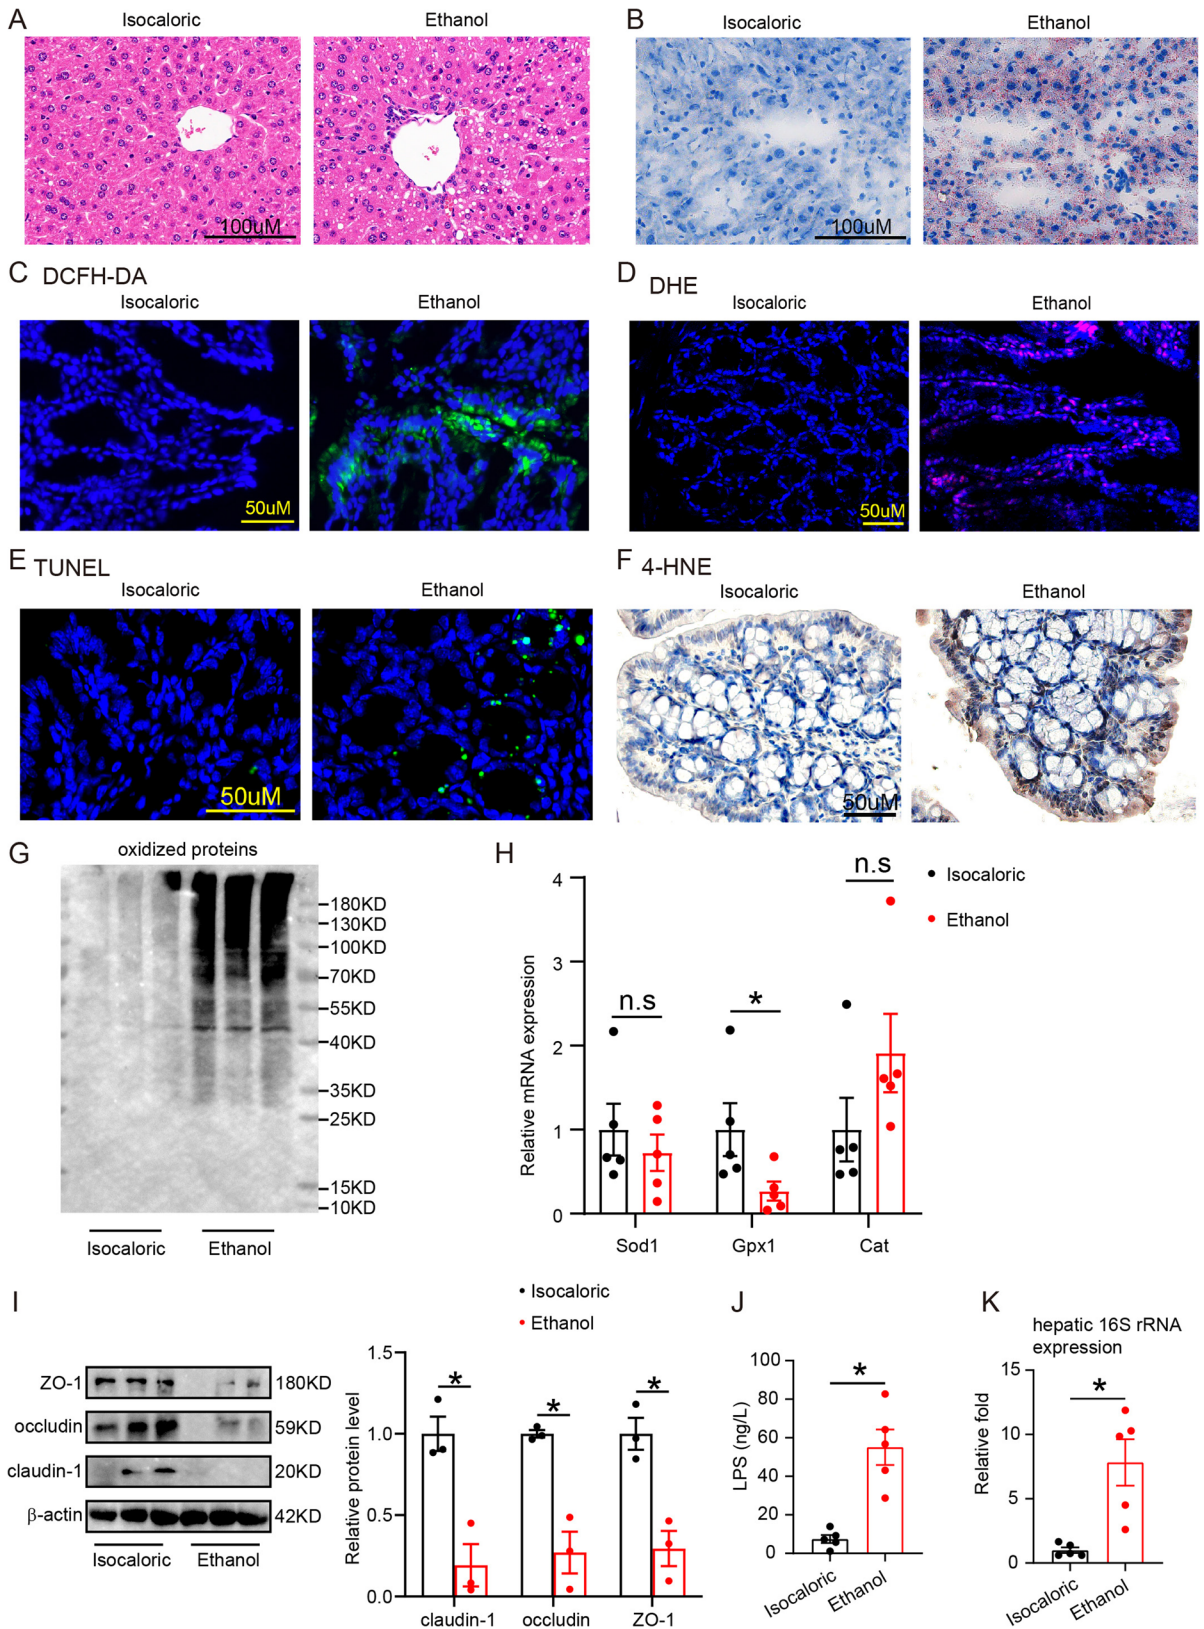 A
Isocaloric
Ethanol
100uM
B
Isocaloric
Ethanol
100uM
C DCFH-DA
Isocaloric
Ethanol
50uM
D DHE
Isocaloric
Ethanol
50uM
E TUNEL
Isocaloric
Ethanol
50uM
F 4-HNE
Isocaloric
Ethanol
50uM
G
oxidized proteins
180KD
130KD
100KD
70KD
55KD
40KD
35KD
25KD
15KD
10KD
Isocaloric
Ethanol
H
Relative mRNA expression
4
3
2
1
0
n.s
*
n.s
Isocaloric
Ethanol
Sod1
Gpx1
Cat
I
ZO-1
180KD
occludin
59KD
claudin-1
20KD
β-actin
42KD
Isocaloric
Ethanol
Isocaloric
Ethanol
Relative protein level
1.5
1.0
0.5
0.0
*
*
*
claudin-1
occludin
ZO-1
J
LPS (ng/L)
100
80
60
40
20
0
*
Isocaloric
Ethanol
K
hepatic 16S rRNA
expression
Relative fold
15
10
5
0
*
Isocaloric
Ethanol